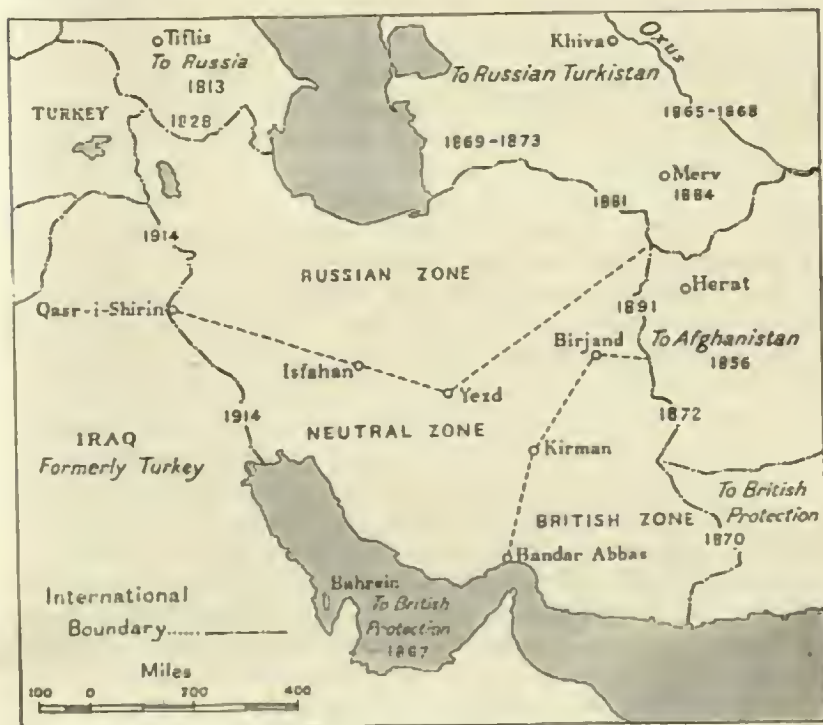 Tiflis
To Russia
1813
1828
TURKEY
Khiva
Oxus
To Russian Turkistan
1865-1868
1869-1873
Merv
1884
1881
1914
RUSSIAN ZONE
Herat
1891
Qasr-i-Shirin
Birjand
To Afghanistan
1856
Isfahan
Yezd
1872
1914
NEUTRAL ZONE
IRAQ
Formerly Turkey
Kirman
To British
Protection
BRITISH ZONE
1870
Bandar Abbas
Bahrein
To British
Protection
1867
International
Boundary
Miles
100 0 200 400